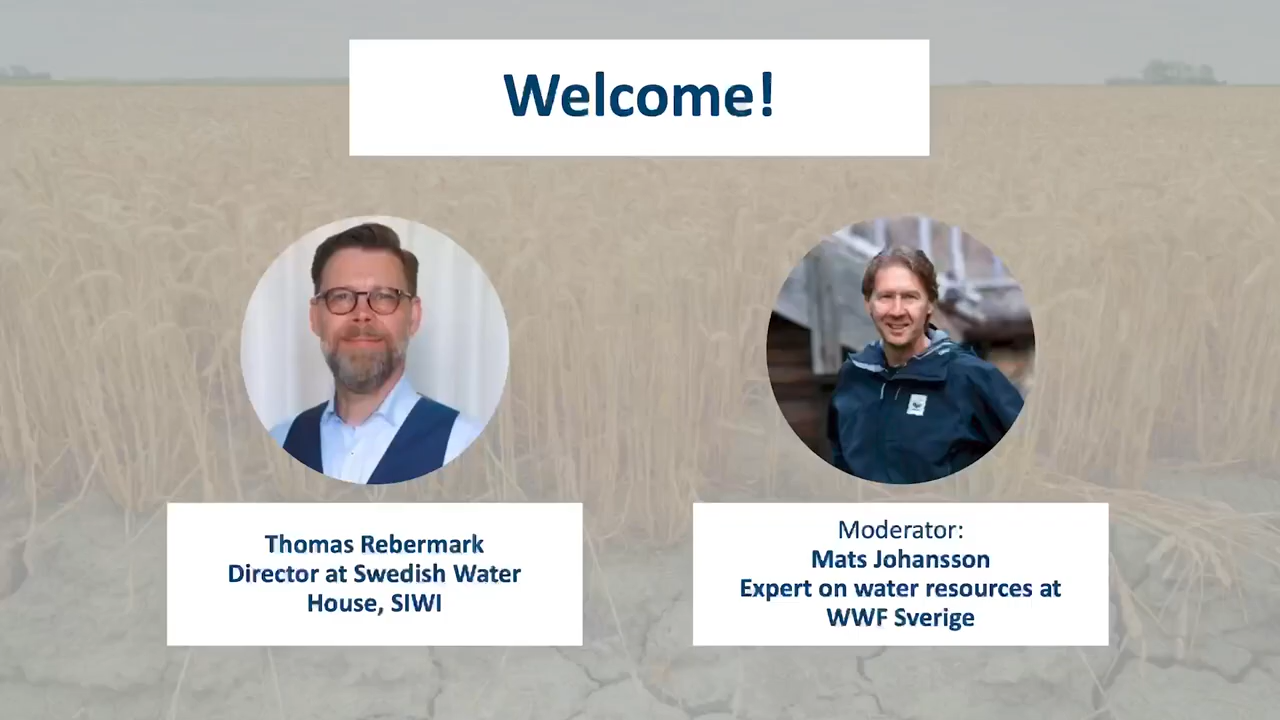 Welcome!
Thomas Rebermark
Director at Swedish Water
House, SIWI
Moderator:
Mats Johansson
Expert on water resources at
WWF Sverige